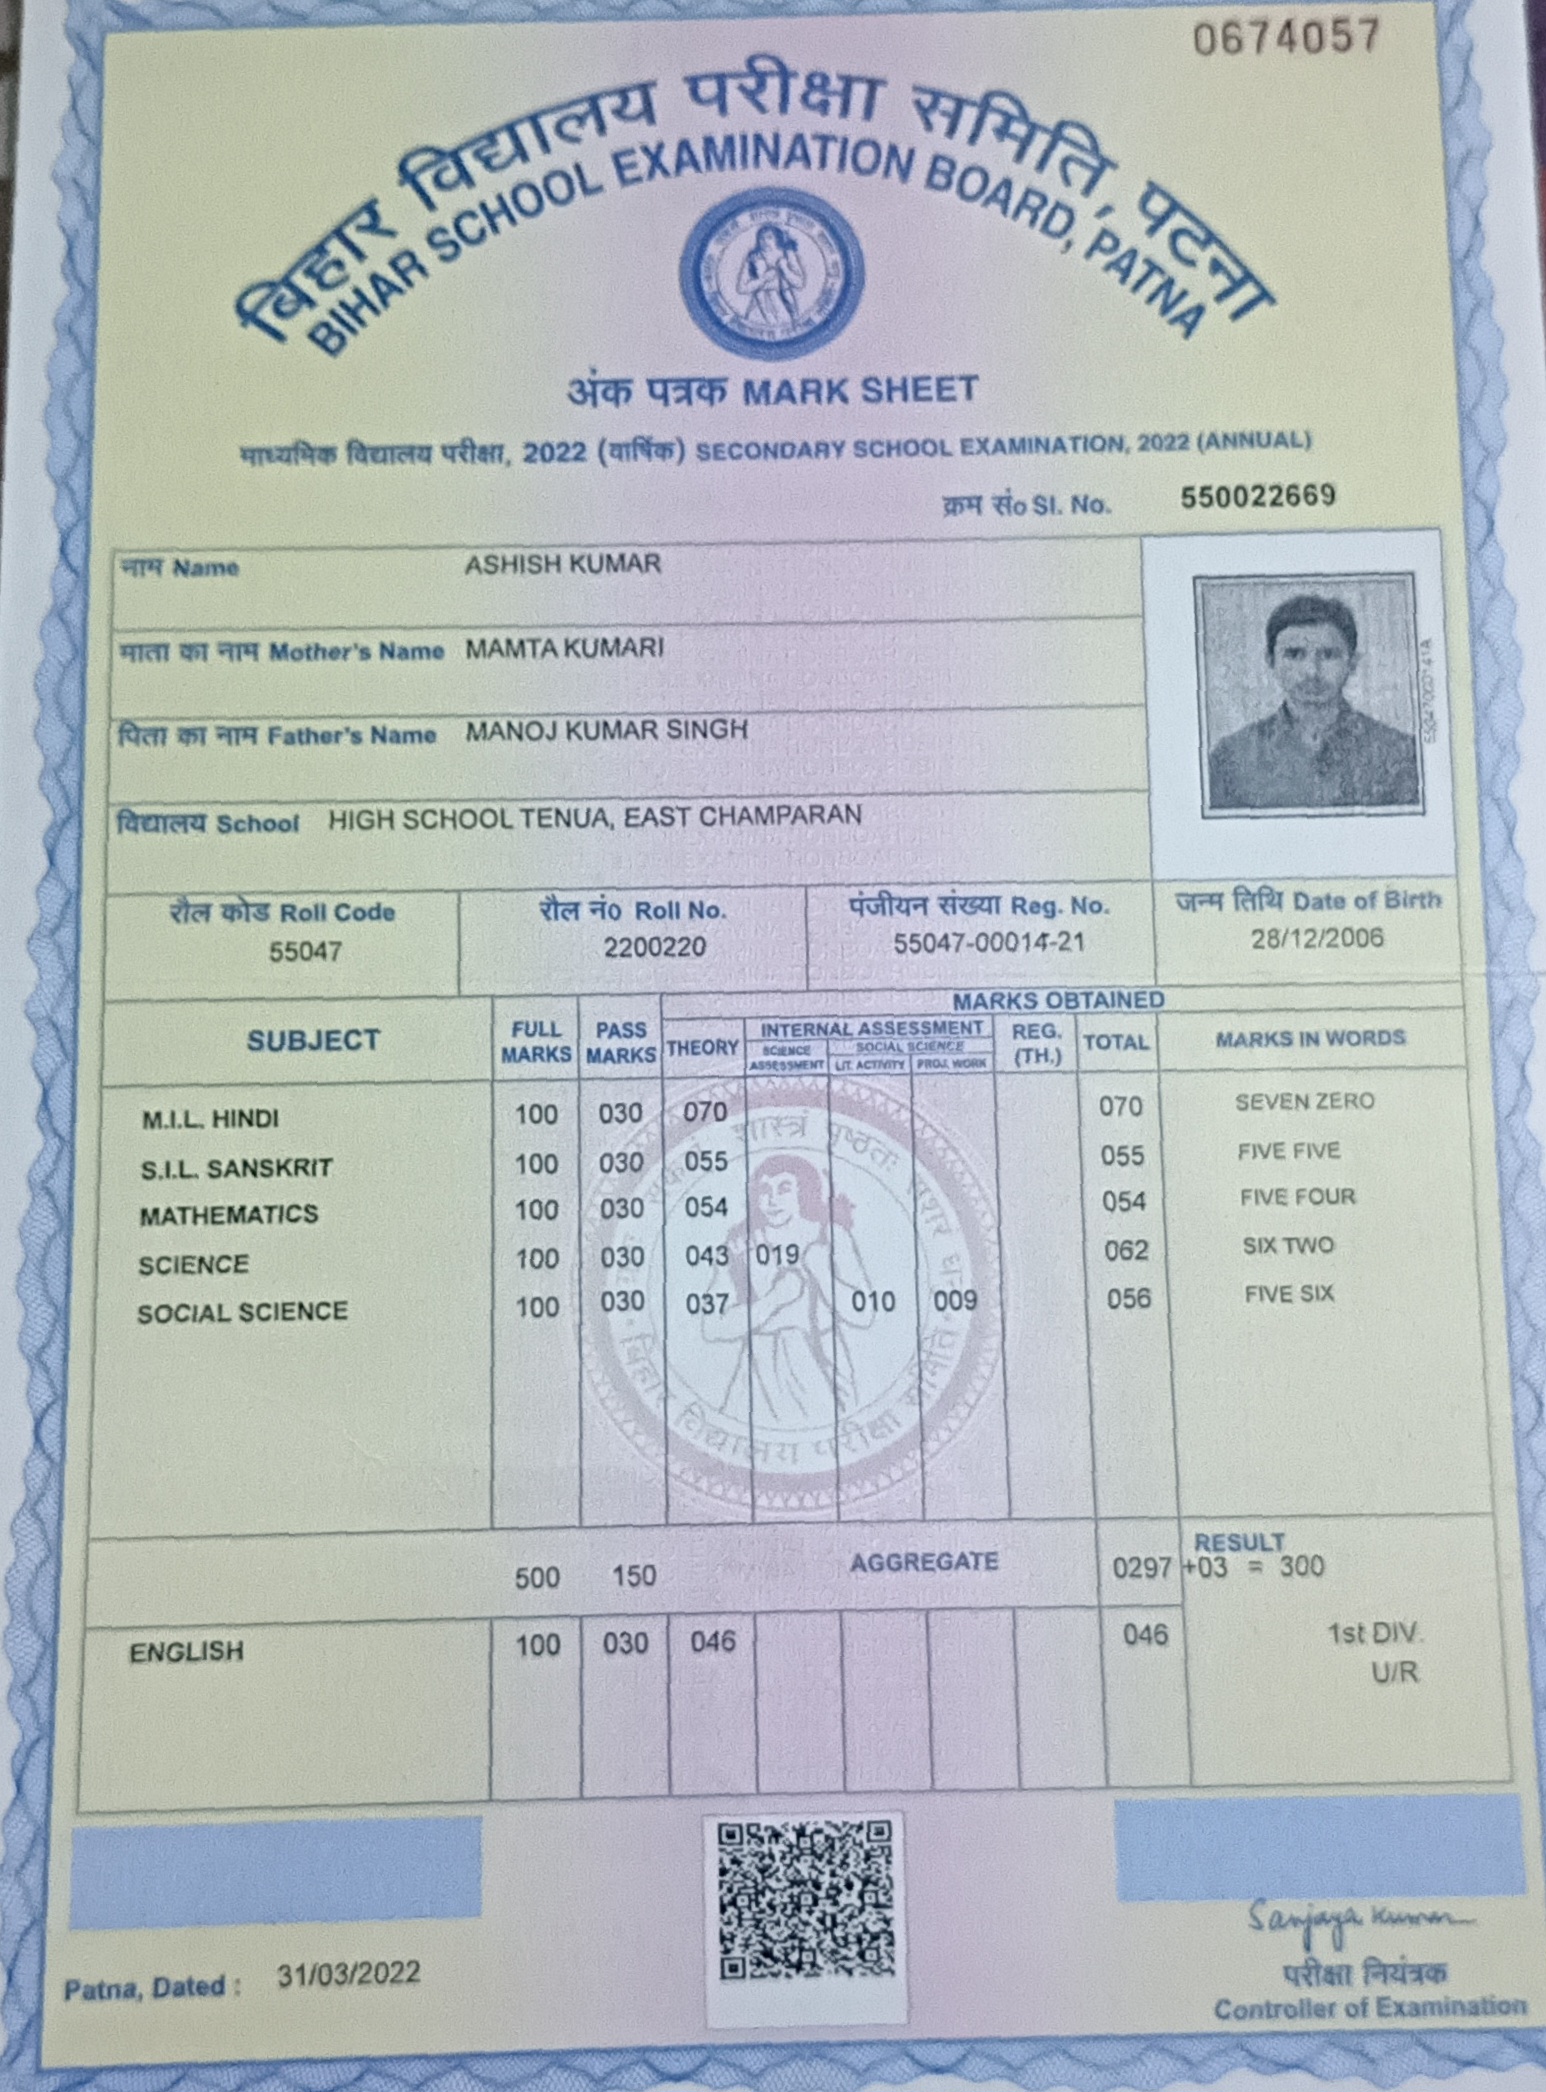 0674057
बिहार विद्यालय परीक्षा समिति, पटना
BIHAR SCHOOL EXAMINATION BOARD, PATNA
अंक पत्रक MARK SHEET
माध्यमिक विद्यालय परीक्षा, 2022 (वार्षिक) SECONDARY SCHOOL EXAMINATION, 2022 (ANNUAL)
क्रम सं० Sl. No. 550022669
नाम Name ASHISH KUMAR
माता का नाम Mother's Name MAMTA KUMARI
पिता का नाम Father's Name MANOJ KUMAR SINGH
विद्यालय School HIGH SCHOOL TENUA, EAST CHAMPARAN
रौल कोड Roll Code रौल नं0 Roll No. पंजीयन संख्या Reg. No. जन्म तिथि Date of Birth
55047 2200220 55047-00014-21 28/12/2006
MARKS OBTAINED
SUBJECT FULL MARKS PASS MARKS THEORY INTERNAL ASSESSMENT REG. (TH.) TOTAL MARKS IN WORDS
SCIENCE ASSESSMENT SOCIAL SCIENCE
LIT. ACTIVITY PROJ. WORK
M.I.L. HINDI 100 030 070 070 SEVEN ZERO
S.I.L. SANSKRIT 100 030 055 055 FIVE FIVE
MATHEMATICS 100 030 054 054 FIVE FOUR
SCIENCE 100 030 043 019 062 SIX TWO
SOCIAL SCIENCE 100 030 037 010 009 056 FIVE SIX
बिहार विद्यालय परीक्षा समिति
RESULT
500 150 AGGREGATE 0297 +03 = 300
ENGLISH 100 030 046 046 1st DIV.
U/R
Sanjaya Kumar
Patna, Dated : 31/03/2022
परीक्षा नियंत्रक
Controller of Examination